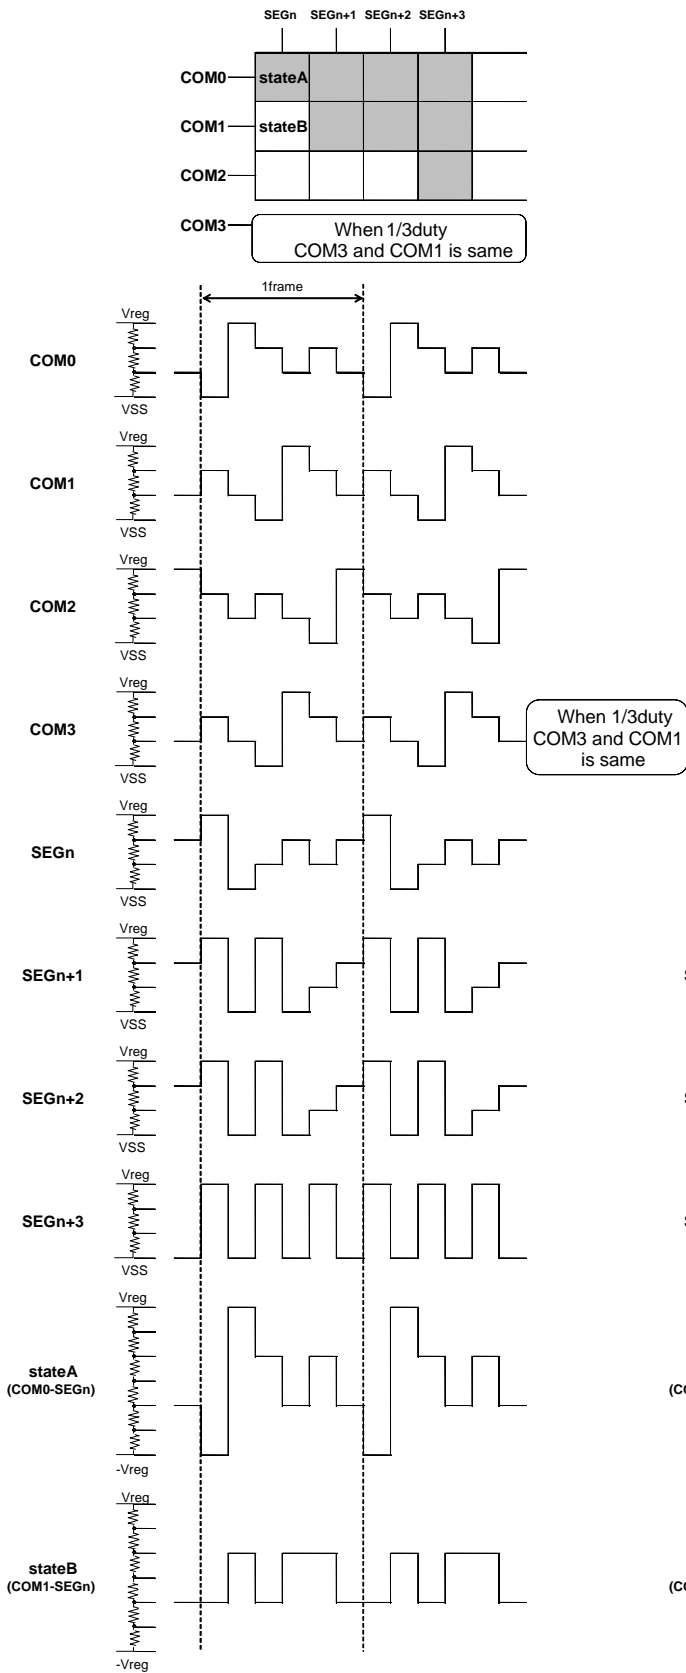 SEGn SEGn+1 SEGn+2 SEGn+3
COM0 stateA
COM1 stateB
COM2
COM3 When 1/3duty
COM3 and COM1 is same
1frame
Vreg
COM0
VSS
Vreg
COM1
VSS
Vreg
COM2
VSS
Vreg
COM3
VSS
When 1/3duty
COM3 and COM1
is same
Vreg
SEGn
VSS
Vreg
SEGn+1
VSS
S
Vreg
SEGn+2
VSS
S
Vreg
SEGn+3
VSS
S
Vreg
stateA
(COM0-SEGn)
-Vreg
(CO
Vreg
stateB
(COM1-SEGn)
-Vreg
(CO